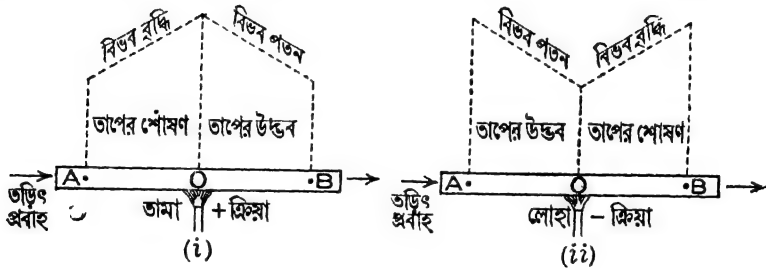 বিভব বৃদ্ধি বিভব পতন
তাপের শোষণ তাপের উদ্ভব
A O B
তড়িৎ প্রবাহ
তামা + ক্রিয়া
(i)
বিভব পতন বিভব বৃদ্ধি
তাপের উদ্ভব তাপের শোষণ
A O B
তড়িৎ প্রবাহ
লোহা - ক্রিয়া
(ii)